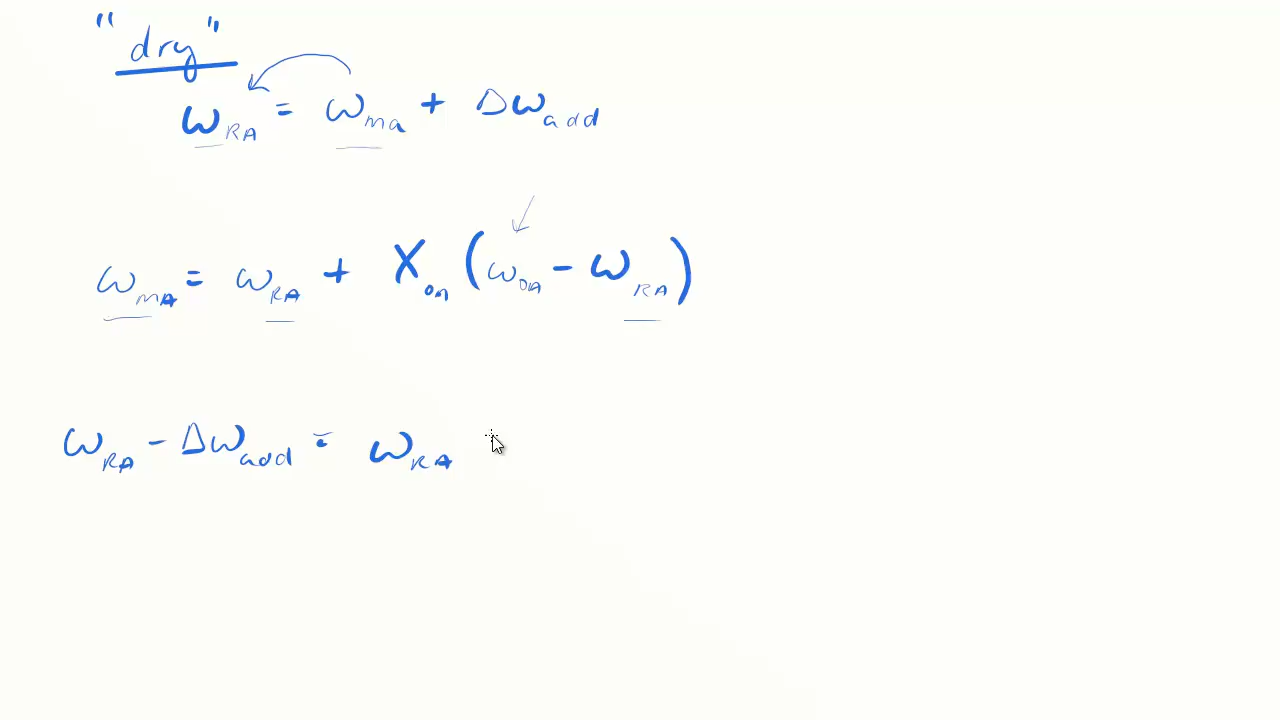 "dry"
ω_RA = ω_ma + Δω_add
ω_MA = ω_RA + X_OA (ω_OA - ω_RA)
ω_RA - Δω_add = ω_RA